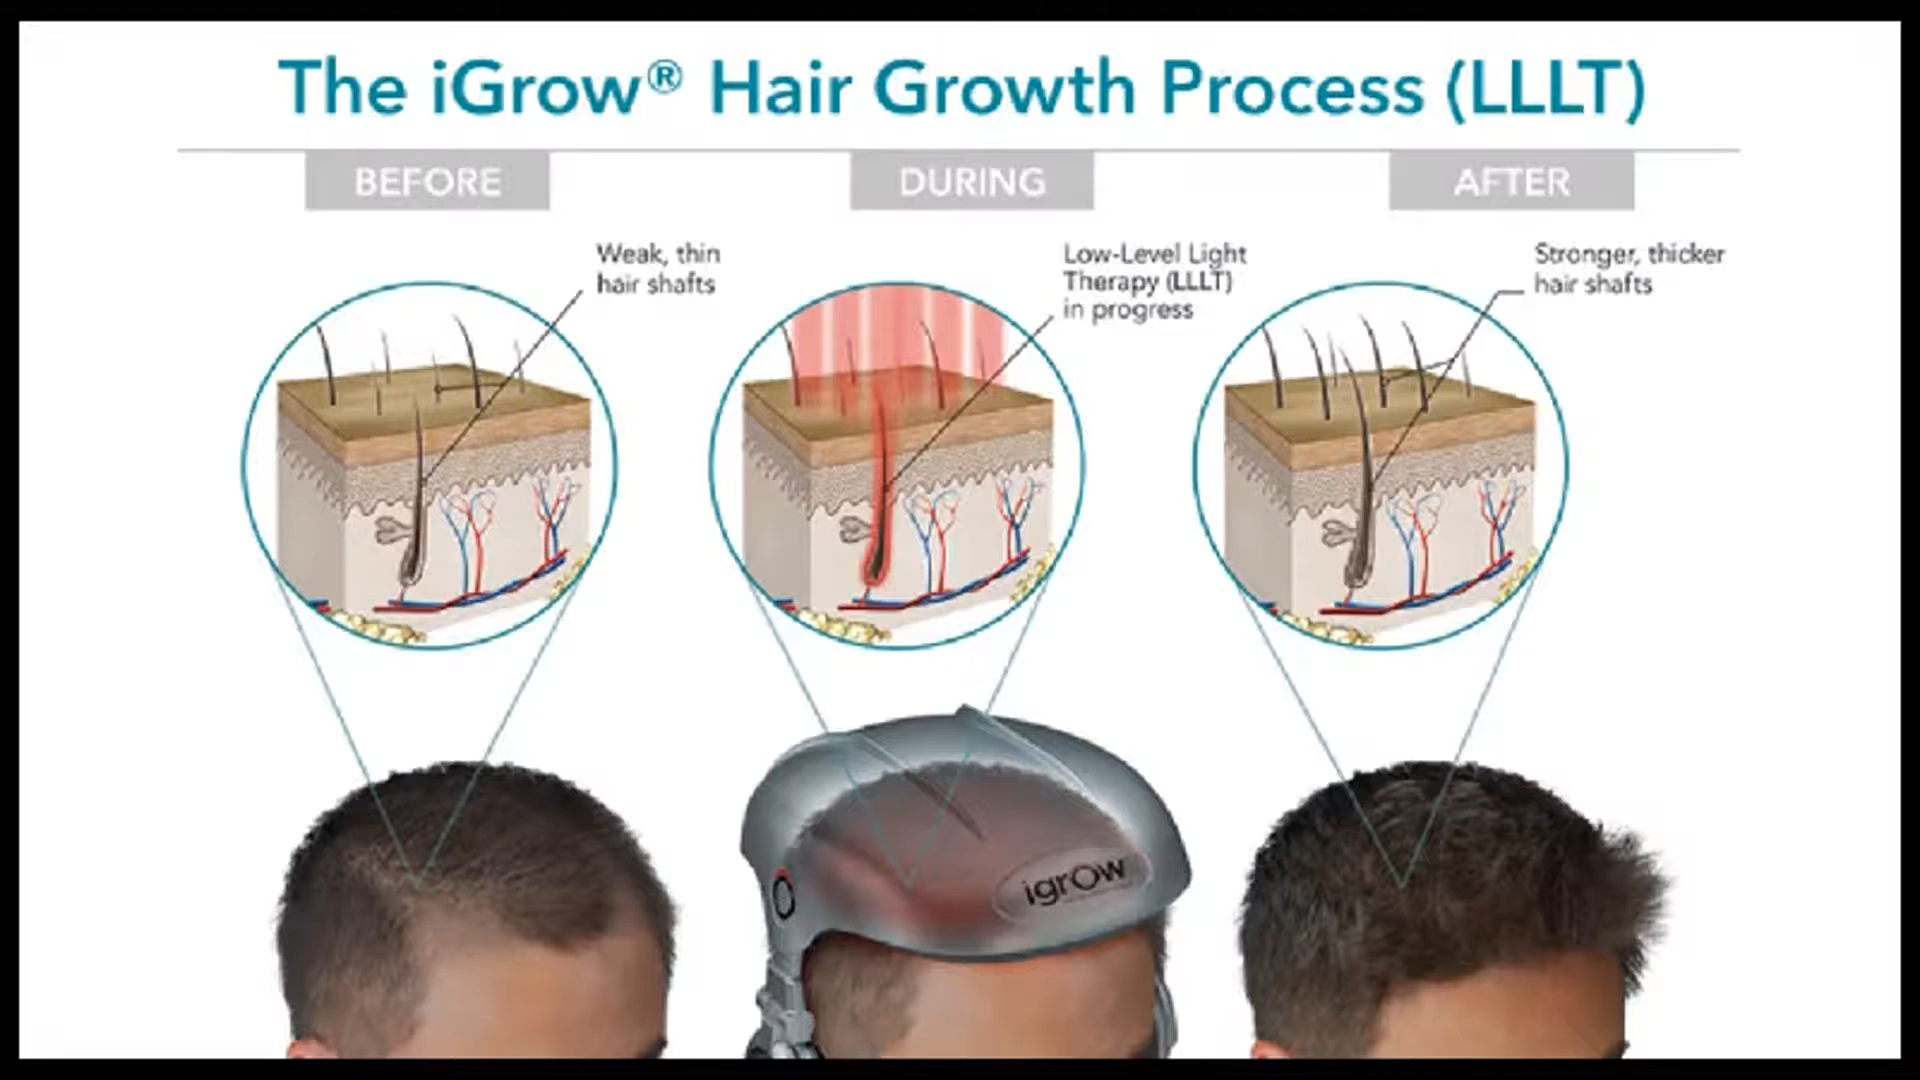 The iGrow® Hair Growth Process (LLLT)
BEFORE
DURING
AFTER
Weak, thin
hair shafts
Low-Level Light
Therapy (LLLT)
in progress
Stronger, thicker
hair shafts
igrow